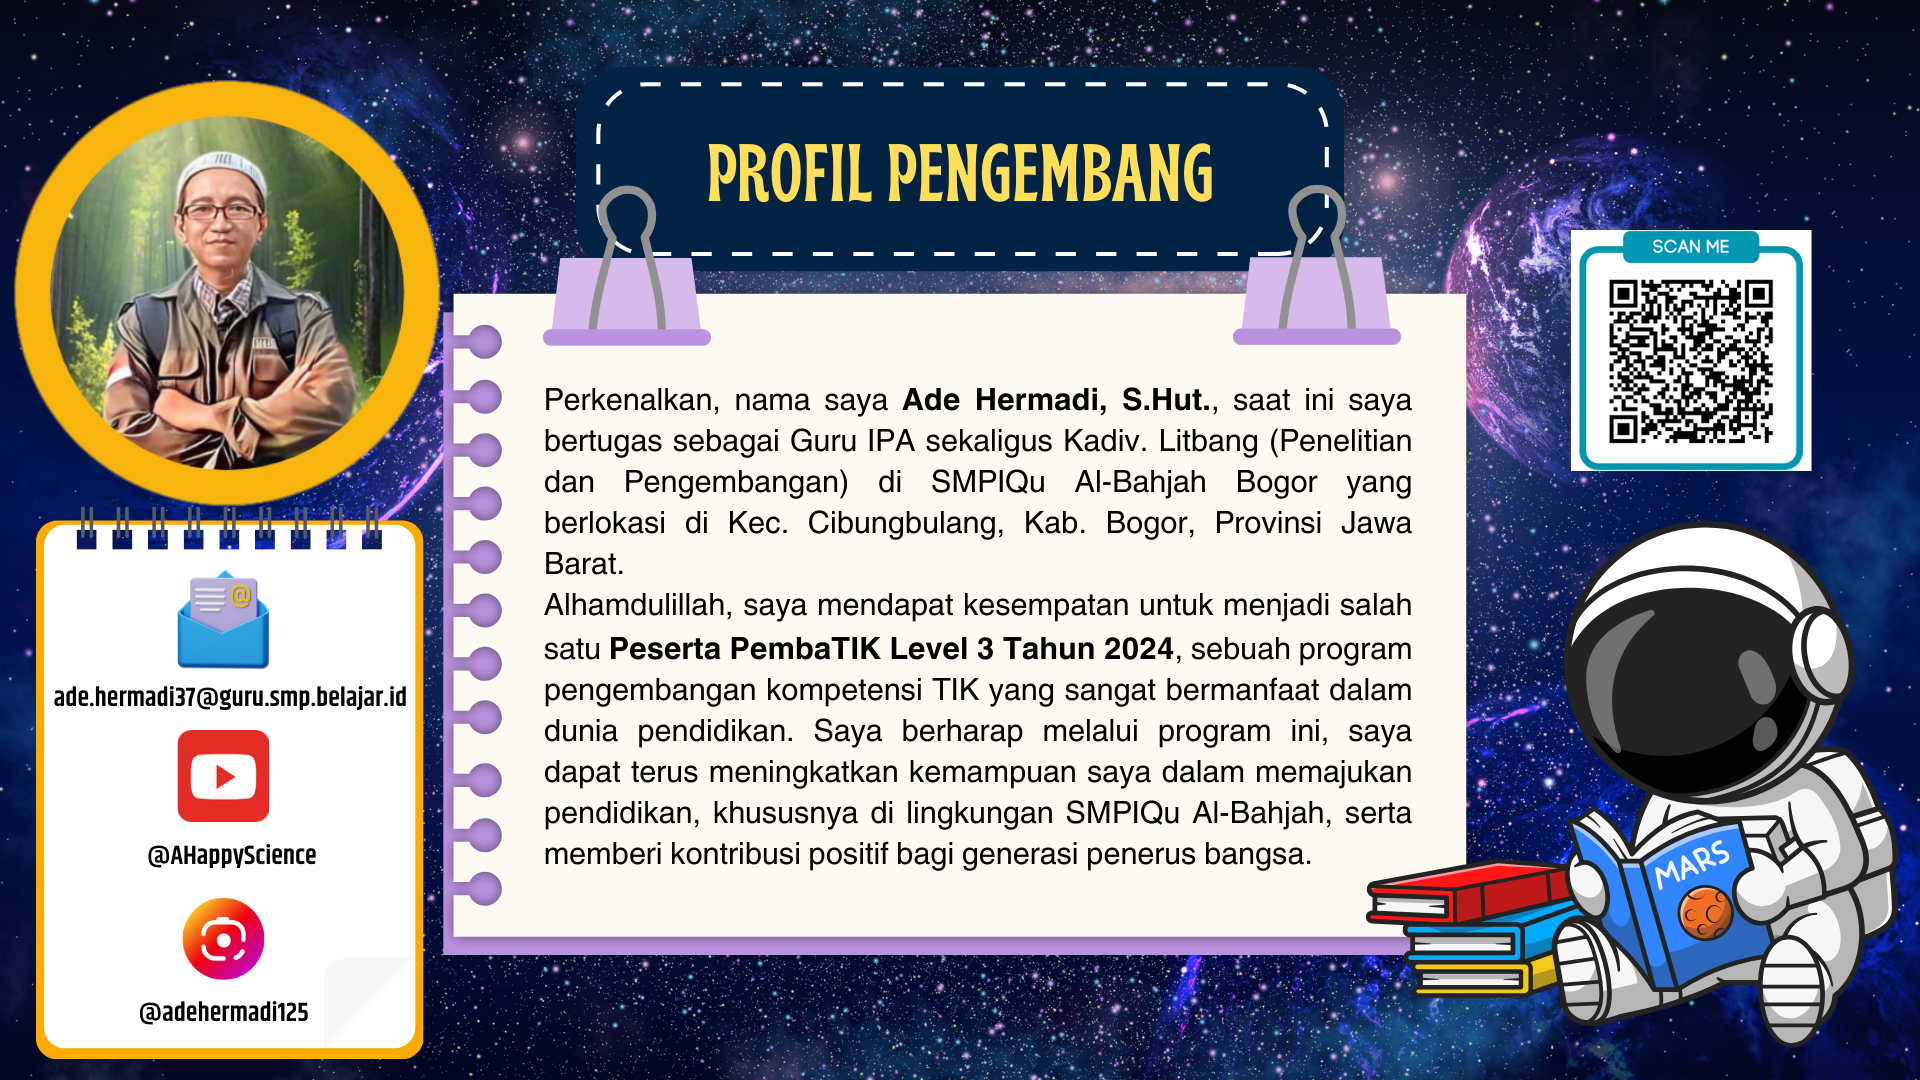 PROFIL PENGEMBANG
SCAN ME
Perkenalkan, nama saya Ade Hermadi, S.Hut., saat ini saya
bertugas sebagai Guru IPA sekaligus Kadiv. Litbang (Penelitian
dan Pengembangan) di SMPIQu Al-Bahjah Bogor yang
berlokasi di Kec. Cibungbulang, Kab. Bogor, Provinsi Jawa
Barat.
Alhamdulillah, saya mendapat kesempatan untuk menjadi salah
satu Peserta PembaTIK Level 3 Tahun 2024, sebuah program
pengembangan kompetensi TIK yang sangat bermanfaat dalam
dunia pendidikan. Saya berharap melalui program ini, saya
dapat terus meningkatkan kemampuan saya dalam memajukan
pendidikan, khususnya di lingkungan SMPIQu Al-Bahjah, serta
memberi kontribusi positif bagi generasi penerus bangsa.
@
ade.hermadi37@guru.smp.belajar.id
@AHappyScience
@adehermadi125
MARS